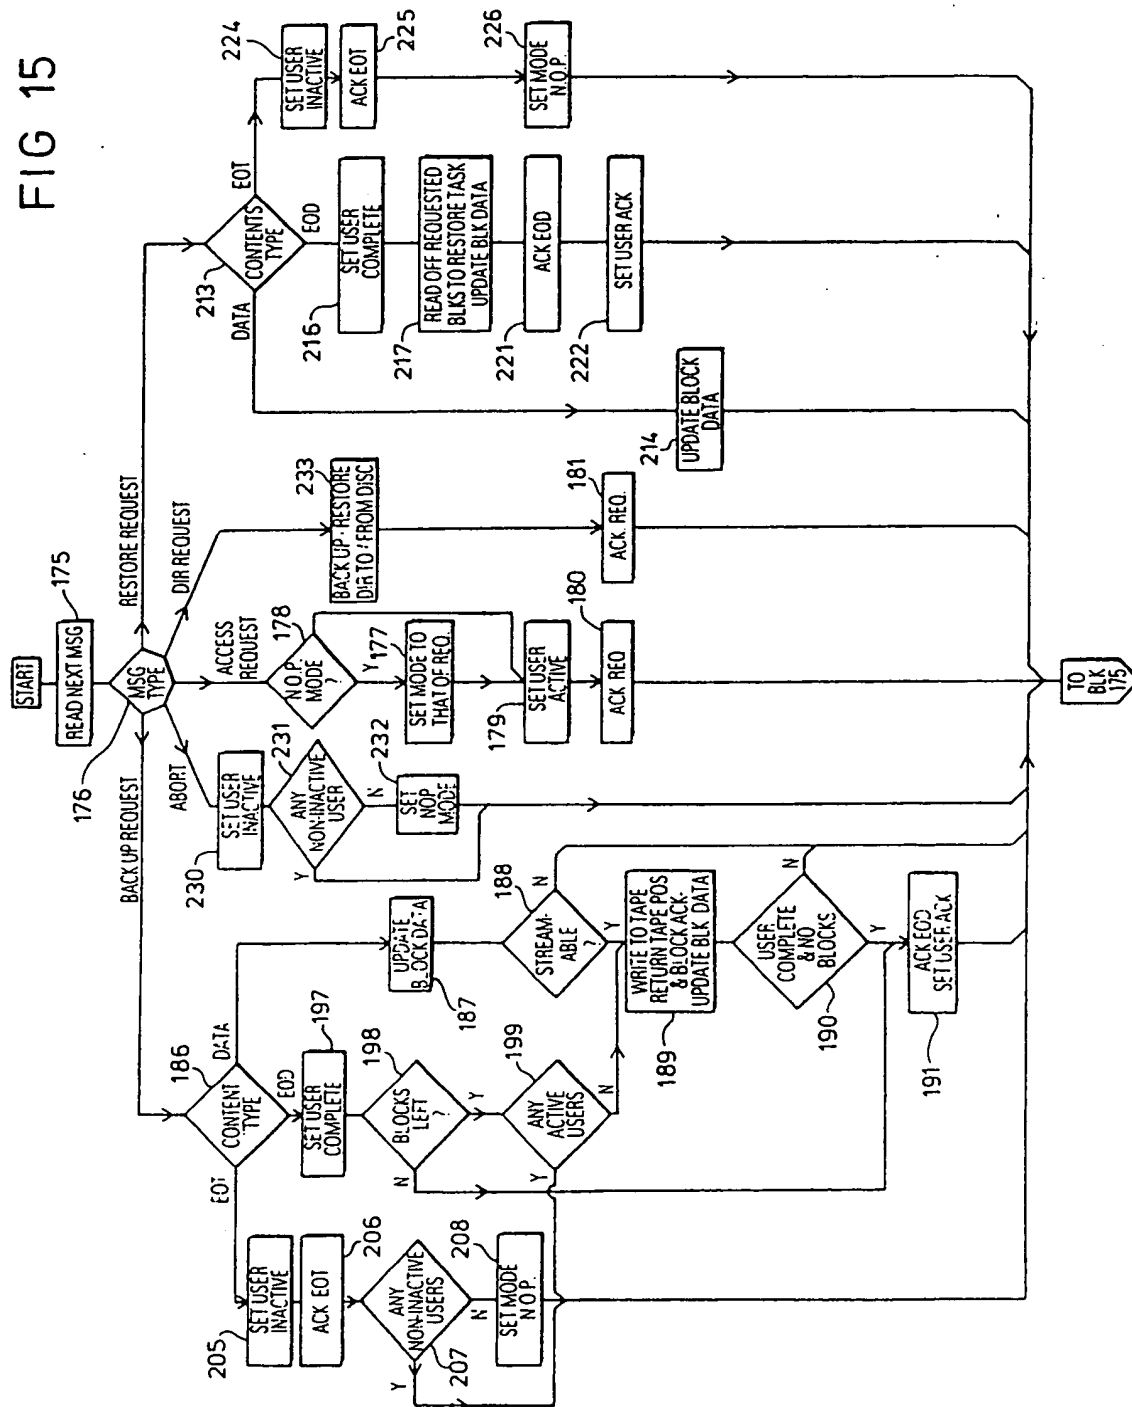 FIG 15
START
READ NEXT MSG
175
MSG
TYPE
176
BACK UP REQUEST
ABORT
ACCESS
REQUEST
DIR REQUEST
RESTORE REQUEST
CONTENT
TYPE
186
EOT
EOD
DATA
205
SET USER
INACTIVE
ACK EOT
206
ANY
NON-INACTIVE
USERS
207
Y
N
SET MODE
N.O.P.
208
SET USER
COMPLETE
197
BLOCKS
LEFT
?
198
N
Y
ANY
ACTIVE
USERS
199
Y
N
UPDATE
BLOCK DATA
187
STREAM-
ABLE
?
188
N
Y
WRITE TO TAPE
RETURN TAPE POS
& BLOCK ACK-
UPDATE BLK DATA
189
USER
COMPLETE
& NO
BLOCKS
190
N
Y
ACK EOD
SET USER ACK
191
230
SET USER
INACTIVE
ANY
NON-INACTIVE
USER
231
Y
N
SET
NOP
MODE
232
N.O.P.
MODE
?
178
Y
SET MODE TO
THAT OF REQ.
177
SET USER
ACTIVE
179
ACK REQ
180
BACK UP / RESTORE
DIR TO / FROM DISC
233
ACK. REQ.
181
CONTENTS
TYPE
213
DATA
EOD
EOT
UPDATE BLOCK
DATA
214
SET USER
COMPLETE
216
READ OFF REQUESTED
BLKS TO RESTORE TASK
UPDATE BLK DATA
217
ACK EOD
221
SET USER ACK
222
SET USER
INACTIVE
224
ACK EOT
225
SET MODE
N.O.P.
226
TO
BLK
175